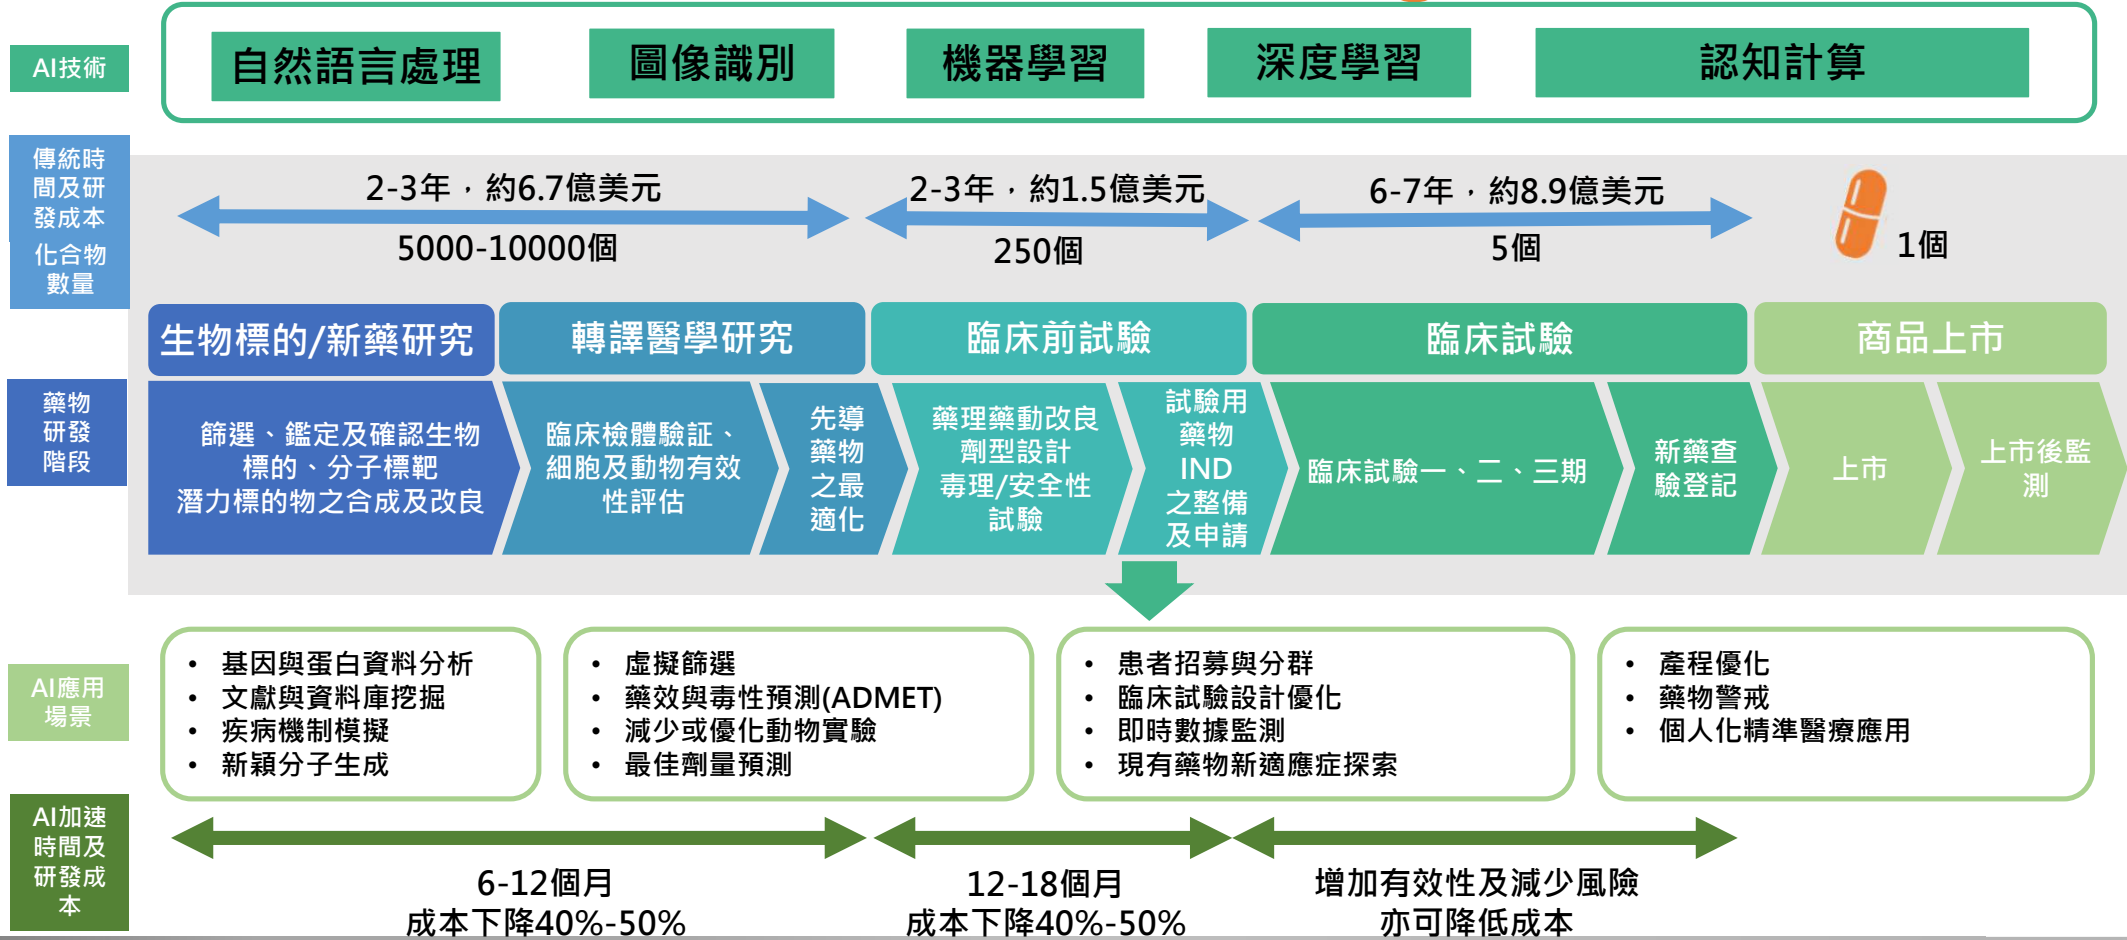 AI技術
自然語言處理
圖像識別
機器學習
深度學習
認知計算
傳統時
間及研
發成本
化合物
數量
2-3年，約6.7億美元
5000-10000個
2-3年，約1.5億美元
250個
6-7年，約8.9億美元
5個
1個
生物標的/新藥研究
轉譯醫學研究
臨床前試驗
臨床試驗
商品上市
藥物
研發
階段
篩選、鑑定及確認生物
標的、分子標靶
潛力標的物之合成及改良
臨床檢體驗証、
細胞及動物有效
性評估
先導
藥物
之最
適化
藥理藥動改良
劑型設計
毒理/安全性
試驗
試驗用
藥物
IND
之整備
及申請
臨床試驗一、二、三期
新藥查
驗登記
上市
上市後監
測
AI應用
場景
• 基因與蛋白資料分析
• 文獻與資料庫挖掘
• 疾病機制模擬
• 新穎分子生成
• 虛擬篩選
• 藥效與毒性預測(ADMET)
• 減少或優化動物實驗
• 最佳劑量預測
• 患者招募與分群
• 臨床試驗設計優化
• 即時數據監測
• 現有藥物新適應症探索
• 產程優化
• 藥物警戒
• 個人化精準醫療應用
AI加速
時間及
研發成
本
6-12個月
成本下降40%-50%
12-18個月
成本下降40%-50%
增加有效性及減少風險
亦可降低成本